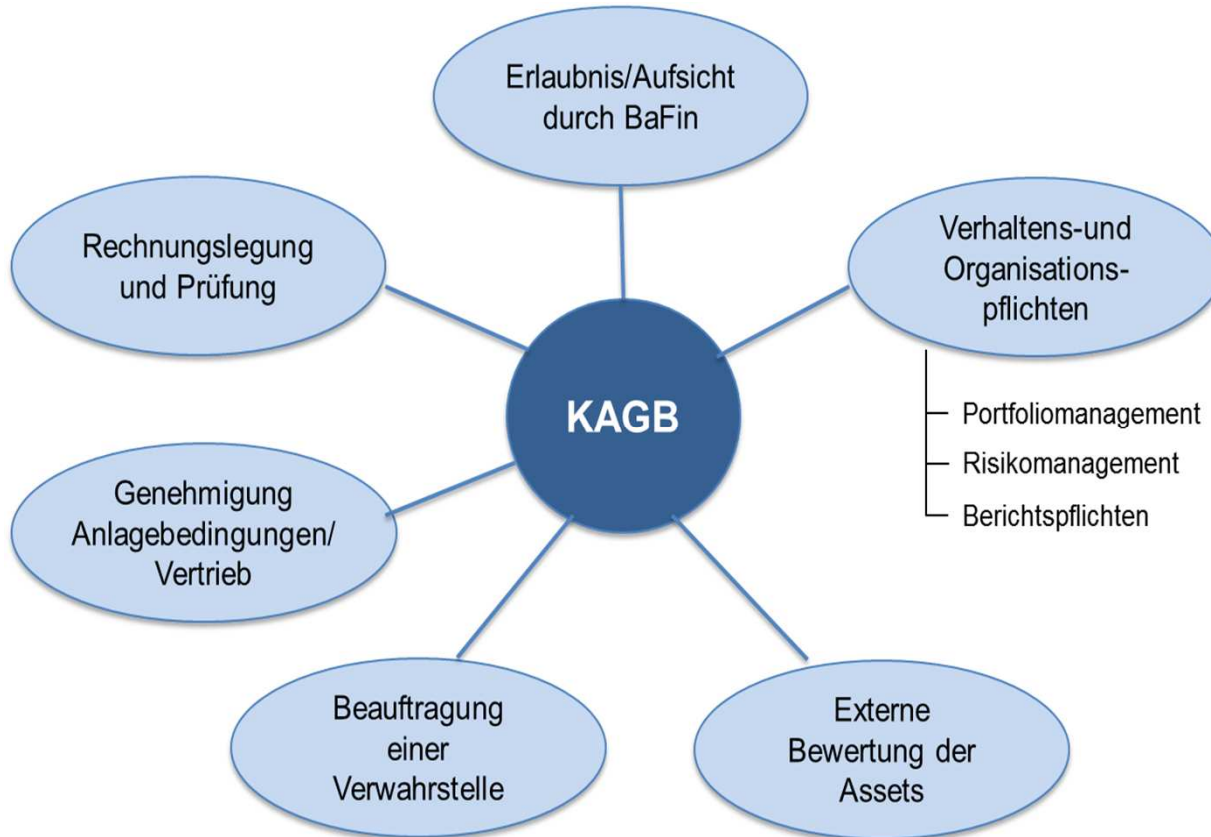 Erlaubnis/Aufsicht
durch BaFin
Rechnungslegung
und Prüfung
Verhaltens-und
Organisations-
pflichten
KAGB
Portfoliomanagement
Risikomanagement
Berichtspflichten
Genehmigung
Anlagebedingungen/
Vertrieb
Beauftragung
einer
Verwahrstelle
Externe
Bewertung der
Assets